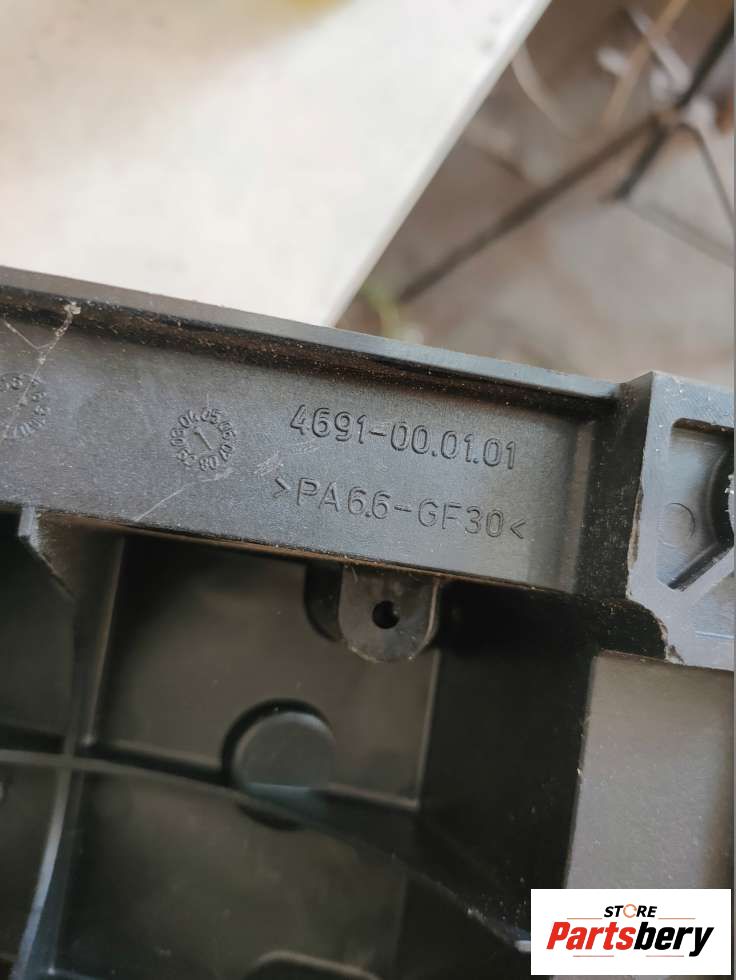 4691-00.01.01
>PA6.6-GF30<
STORE
Partsbery